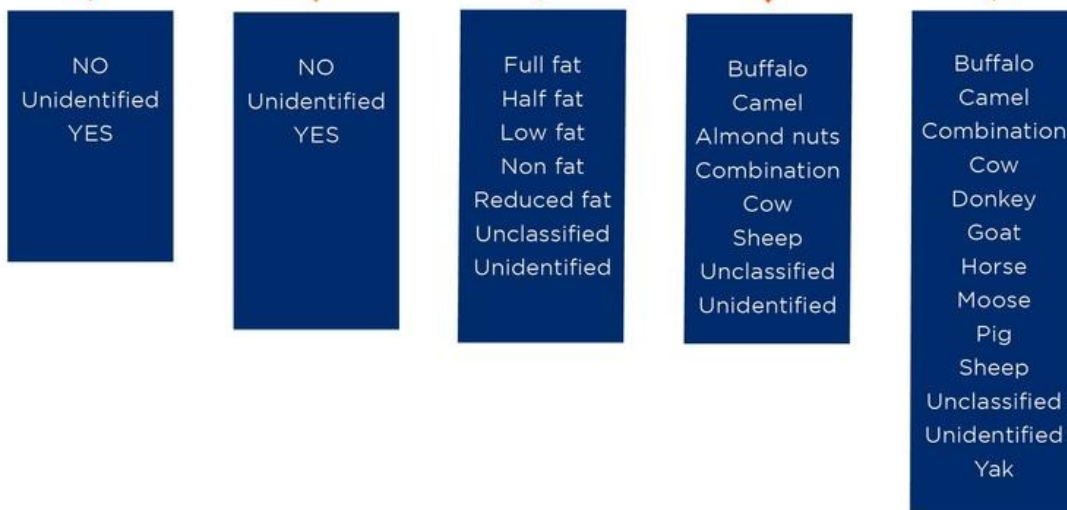 NO
Unidentified
YES
NO
Unidentified
YES
Full fat
Half fat
Low fat
Non fat
Reduced fat
Unclassified
Unidentified
Buffalo
Camel
Almond nuts
Combination
Cow
Sheep
Unclassified
Unidentified
Buffalo
Camel
Combination
Cow
Donkey
Goat
Horse
Moose
Pig
Sheep
Unclassified
Unidentified
Yak